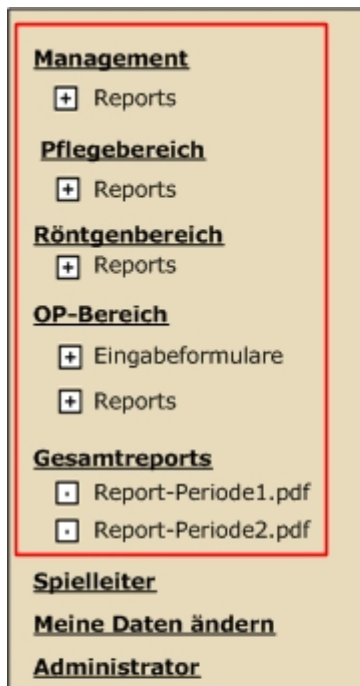 Management
Reports
Pflegebereich
Reports
Röntgenbereich
Reports
OP-Bereich
Eingabeformulare
Reports
Gesamtreports
Report-Periode1.pdf
Report-Periode2.pdf
Spielleiter
Meine Daten ändern
Administrator